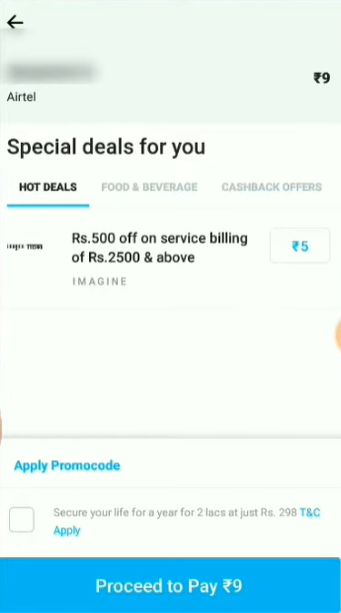 ₹9
Airtel
Special deals for you
HOT DEALS FOOD & BEVERAGE CASHBACK OFFERS
Rs.500 off on service billing
of Rs.2500 & above
₹5
IMAGINE
Apply Promocode
Secure your life for a year for 2 lacs at just Rs. 298 T&C
Apply
Proceed to Pay ₹9